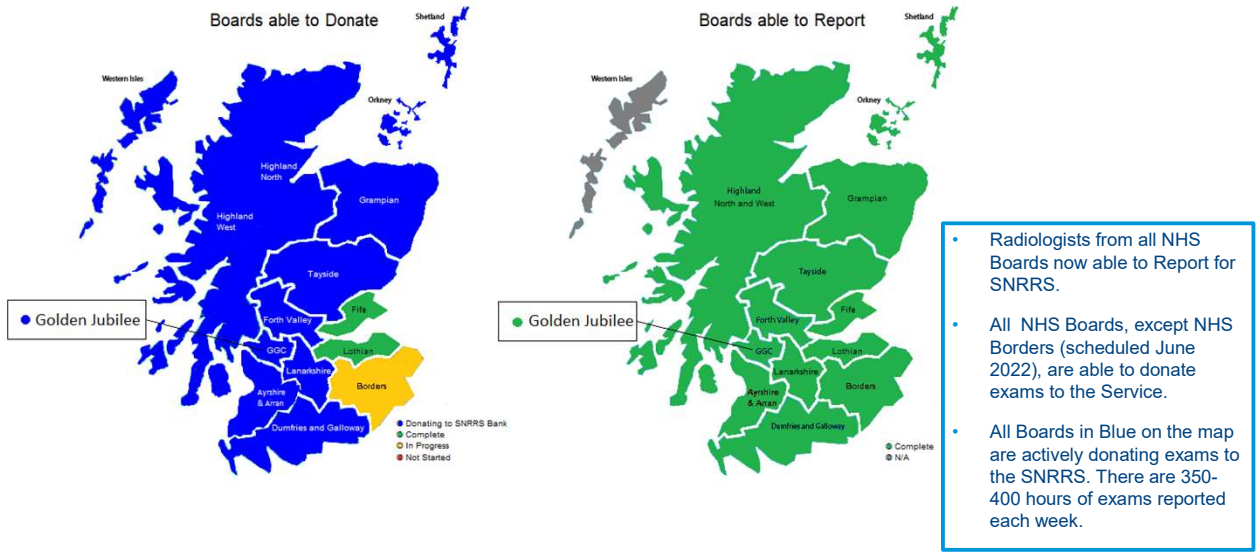 Boards able to Donate
Shetland
Western Isles
Orkney
Highland
North
Grampian
Highland
West
Tayside
Fife
Golden Jubilee
Forth Valley
GGC
Lothian
Lanarkshire
Borders
Ayrshire
& Arran
Dumfries and Galloway
Donating to SNRRS Bank
Complete
In Progress
Not Started
Boards able to Report
Shetland
Western Isles
Orkney
Highland
North and West
Grampian
Tayside
Fife
Golden Jubilee
Forth Valley
GGC
Lothian
Lanarkshire
Borders
Ayrshire
& Arran
Dumfries and Galloway
Complete
N/A
• Radiologists from all NHS
Boards now able to Report for
SNRRS.
• All NHS Boards, except NHS
Borders (scheduled June
2022), are able to donate
exams to the Service.
• All Boards in Blue on the map
are actively donating exams to
the SNRRS. There are 350-
400 hours of exams reported
each week.